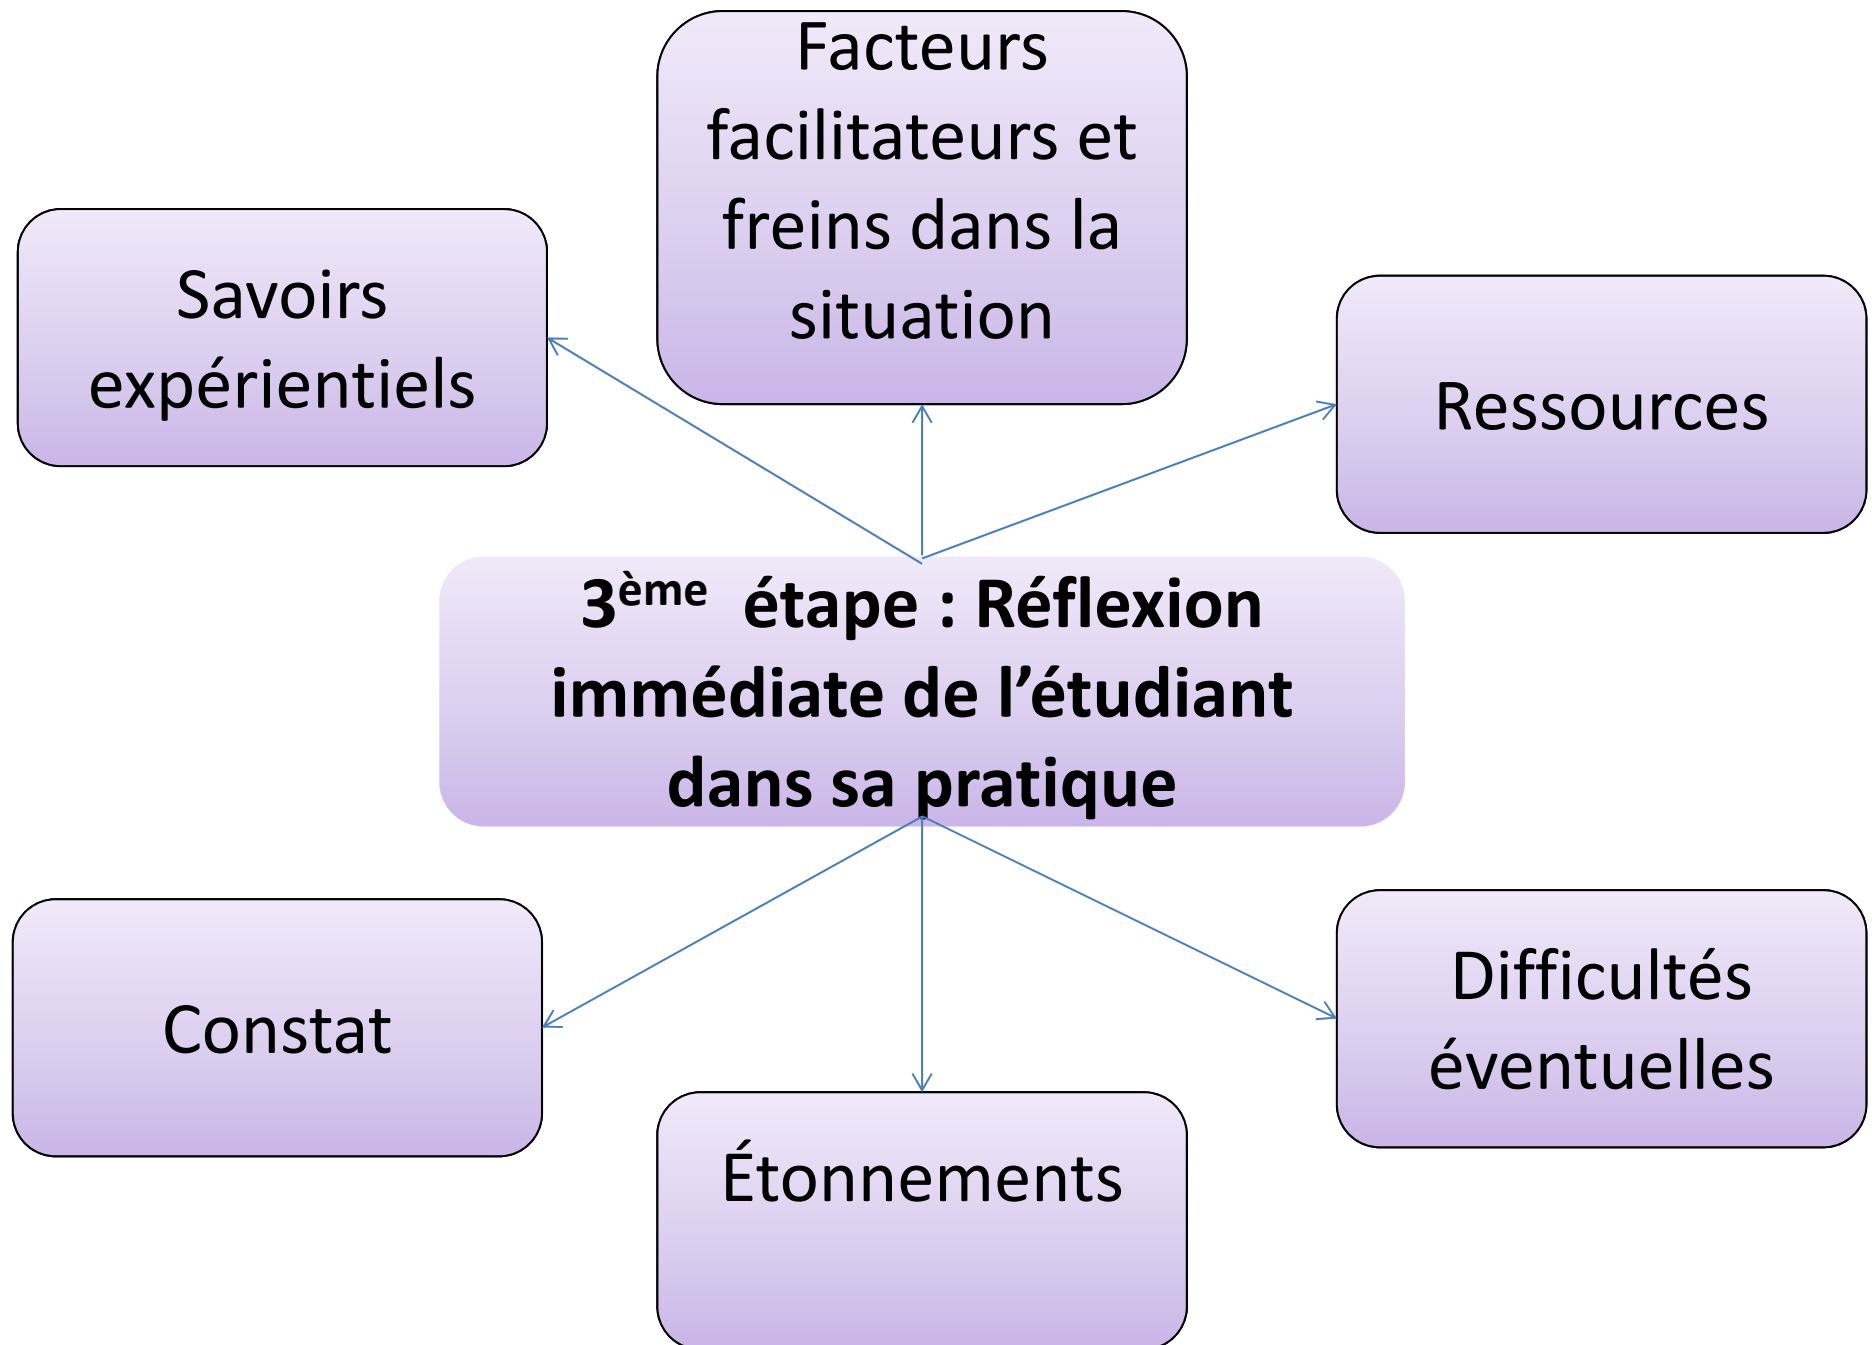 Facteurs
facilitateurs et
freins dans la
situation
Savoirs
expérientiels
Ressources
3ème étape : Réflexion
immédiate de l’étudiant
dans sa pratique
Constat
Difficultés
éventuelles
Étonnements